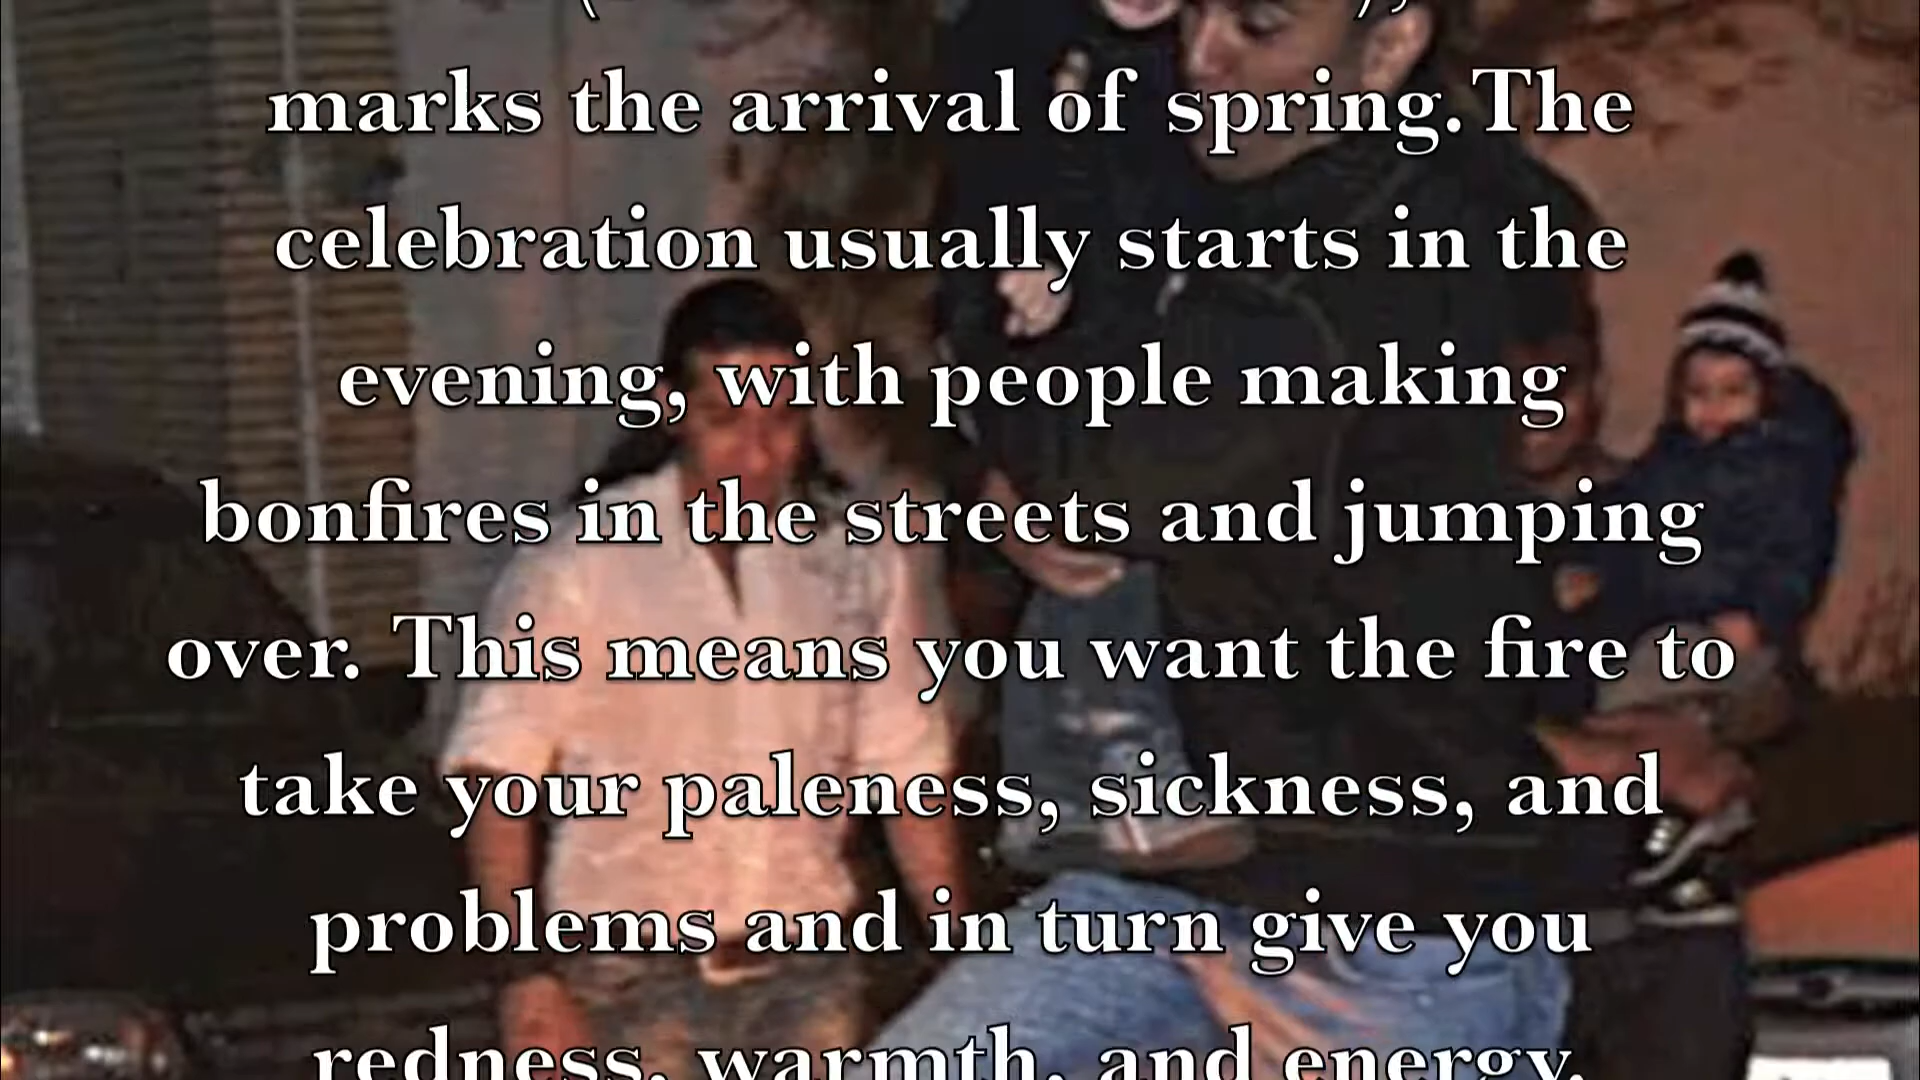 marks the arrival of spring.The
celebration usually starts in the
evening, with people making
bonfires in the streets and jumping
over. This means you want the fire to
take your paleness, sickness, and
problems and in turn give you
redness, warmth, and energy.